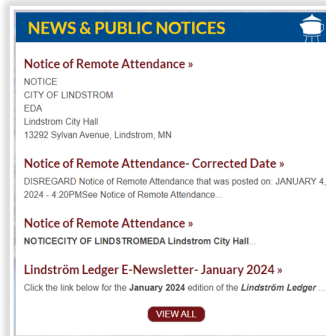 NEWS & PUBLIC NOTICES
Notice of Remote Attendance »
NOTICE
CITY OF LINDSTROM
EDA
Lindstrom City Hall
13292 Sylvan Avenue, Lindstrom, MN
Notice of Remote Attendance- Corrected Date »
DISREGARD Notice of Remote Attendance that was posted on: JANUARY 4,
2024 - 4:20PMSee Notice of Remote Attendance...
Notice of Remote Attendance »
NOTICECITY OF LINDSTROMEDA Lindstrom City Hall...
Lindström Ledger E-Newsletter- January 2024 »
Click the link below for the January 2024 edition of the Lindström Ledger ...
VIEW ALL